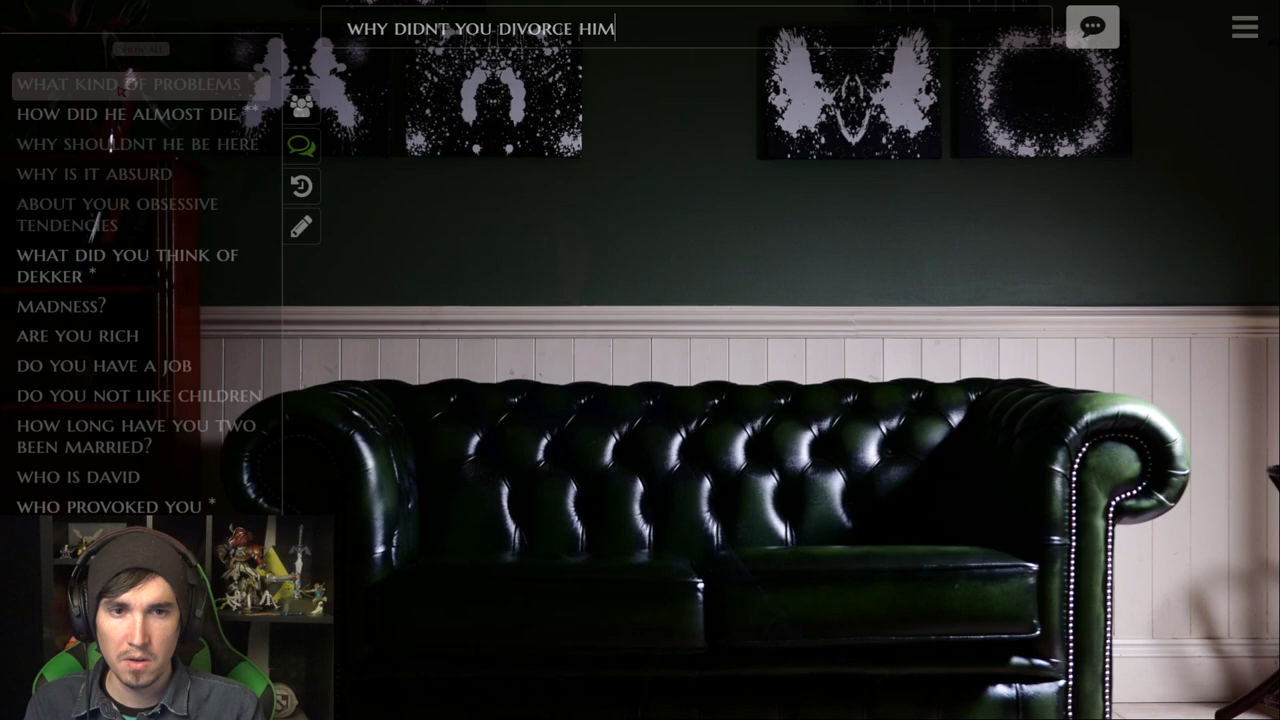 WHY DIDNT YOU DIVORCE HIM
WHAT KIND OF PROBLEMS *
HOW DID HE ALMOST DIE **
WHY SHOULDNT HE BE HERE
WHY IS IT ABSURD
ABOUT YOUR OBSESSIVE
TENDENCIES
WHAT DID YOU THINK OF
DEKKER *
MADNESS?
ARE YOU RICH
DO YOU HAVE A JOB
DO YOU NOT LIKE CHILDREN
HOW LONG HAVE YOU TWO
BEEN MARRIED?
WHO IS DAVID
WHO PROVOKED YOU *